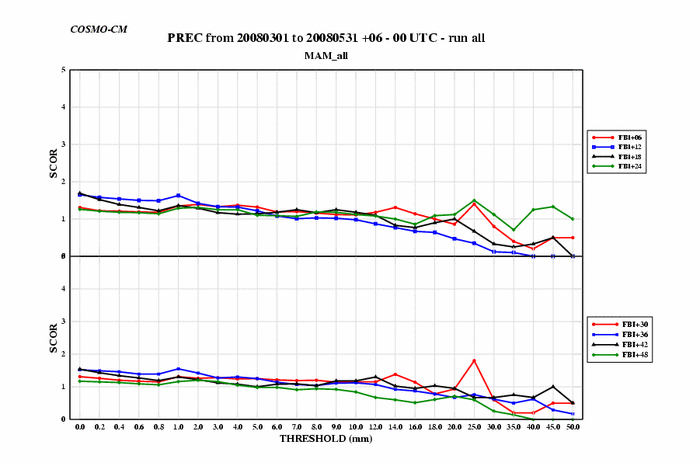 COSMO-CM
PREC from 20080301 to 20080531 +06 - 00 UTC - run all
MAM_all
5
4
3
2
1
SCOR
FBI+06
FBI+12
FBI+18
FBI+24
4
3
2
1
0
SCOR
FBI+30
FBI+36
FBI+42
FBI+48
0.0 0.2 0.4 0.6 0.8 1.0 2.0 3.0 4.0 5.0 6.0 7.0 8.0 9.0 10.0 12.0 14.0 16.0 18.0 20.0 25.0 30.0 35.0 40.0 45.0 50.0
THRESHOLD (mm)